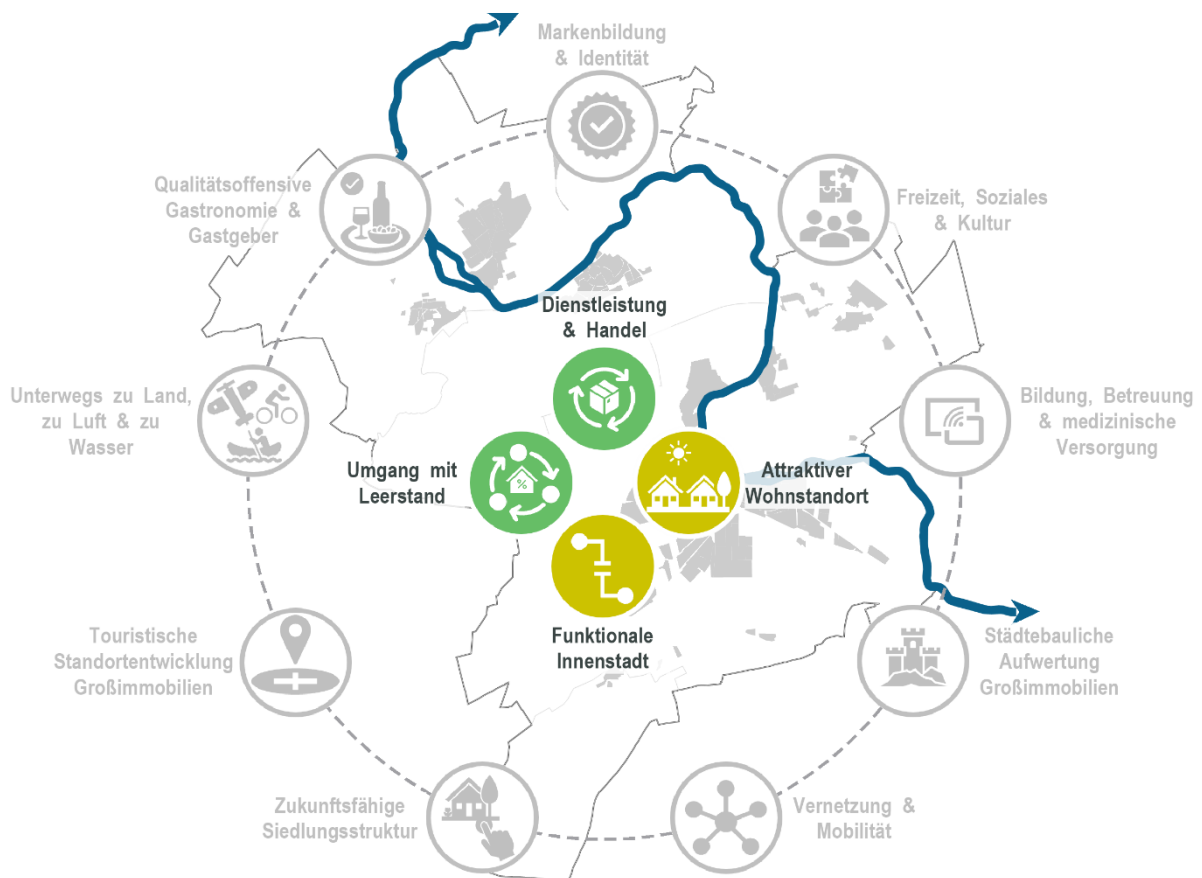 Markenbildung
& Identität
Qualitätsoffensive
Gastronomie &
Gastgeber
Freizeit, Soziales
& Kultur
Dienstleistung
& Handel
Unterwegs zu Land,
zu Luft & zu
Wasser
Bildung, Betreuung
& medizinische
Versorgung
Umgang mit
Leerstand
%
Attraktiver
Wohnstandort
Funktionale
Innenstadt
Touristische
Standortentwicklung
Großimmobilien
Städtebauliche
Aufwertung
Großimmobilien
Zukunftsfähige
Siedlungsstruktur
Vernetzung &
Mobilität